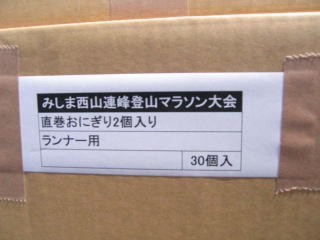 みしま西山連峰登山マラソン大会
直巻おにぎり2個入り
ランナー用
30個入